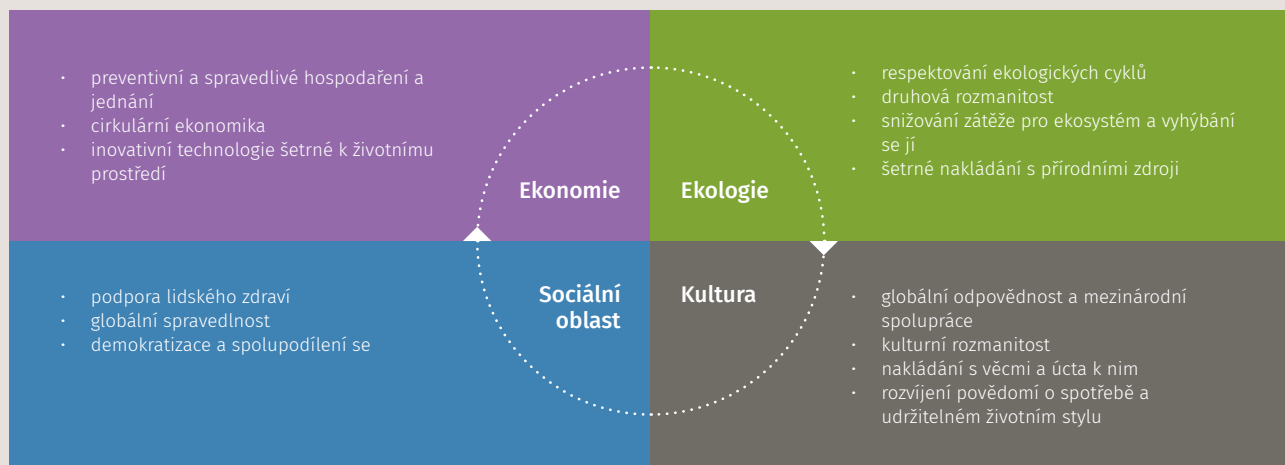 · preventivní a spravedlivé hospodaření a
jednání
· cirkulární ekonomika
· inovativní technologie šetrné k životnímu
prostředí
Ekonomie
Ekologie
· respektování ekologických cyklů
· druhová rozmanitost
· snižování zátěže pro ekosystém a vyhýbání
se jí
· šetrné nakládání s přírodními zdroji
· podpora lidského zdraví
· globální spravedlnost
· demokratizace a spolupodílení se
Sociální
oblast
Kultura
· globální odpovědnost a mezinárodní
spolupráce
· kulturní rozmanitost
· nakládání s věcmi a úcta k nim
· rozvíjení povědomí o spotřebě a
udržitelném životním stylu